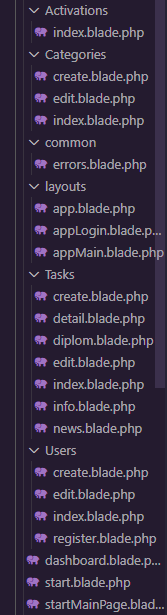 Activations
index.blade.php
Categories
create.blade.php
edit.blade.php
index.blade.php
common
errors.blade.php
layouts
app.blade.php
appLogin.blade.p...
appMain.blade.php
Tasks
create.blade.php
detail.blade.php
diplom.blade.php
edit.blade.php
index.blade.php
info.blade.php
news.blade.php
Users
create.blade.php
edit.blade.php
index.blade.php
register.blade.php
dashboard.blade.p...
start.blade.php
startMainPage.blad...